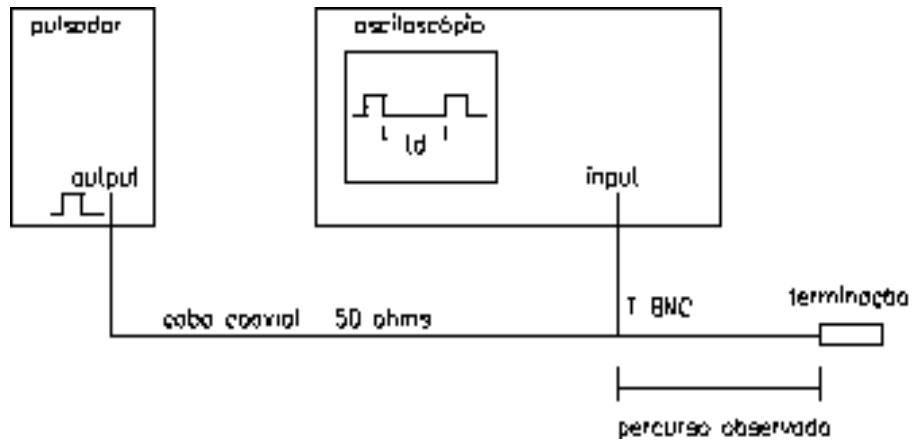 pulsador
osciloscópio
td
output
input
cabo coaxial 50 ohms
T BNC
terminação
percurso observado